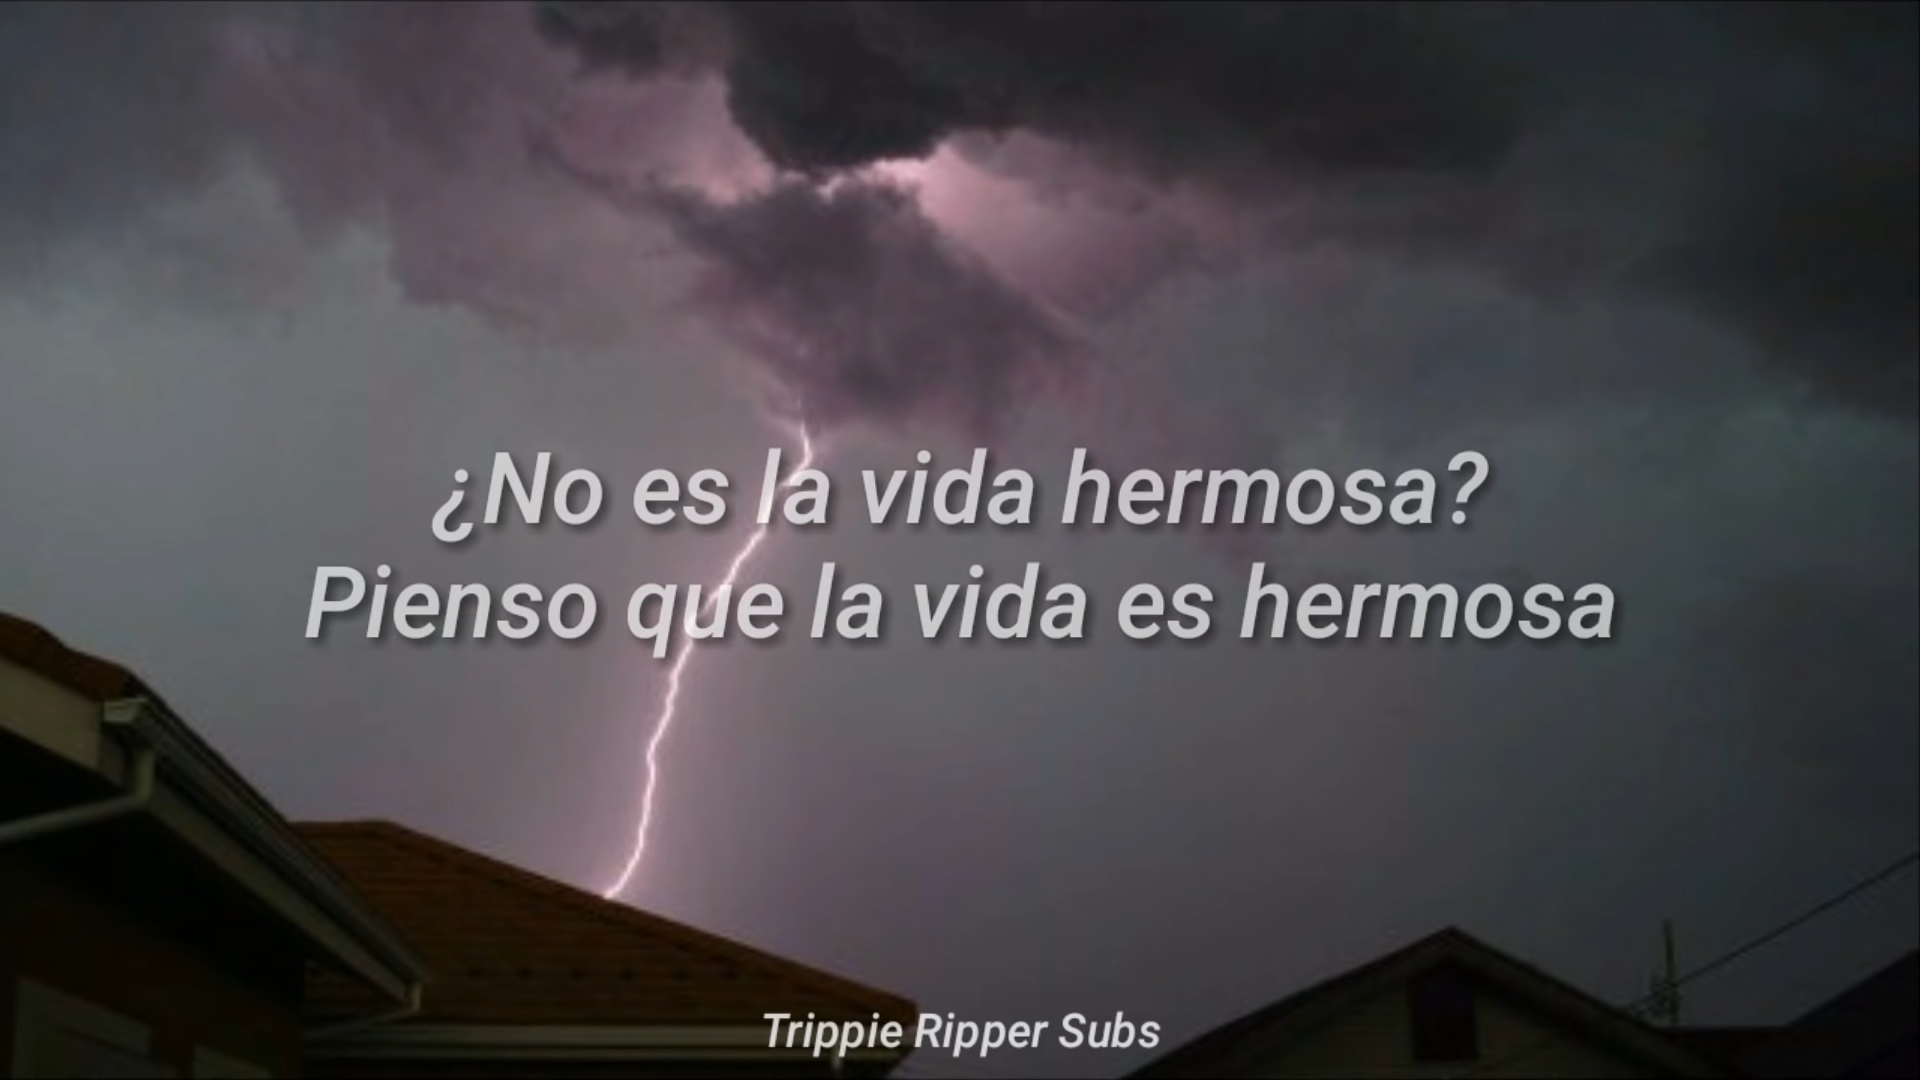 ¿No es la vida hermosa?
Pienso que la vida es hermosa
Trippie Ripper Subs